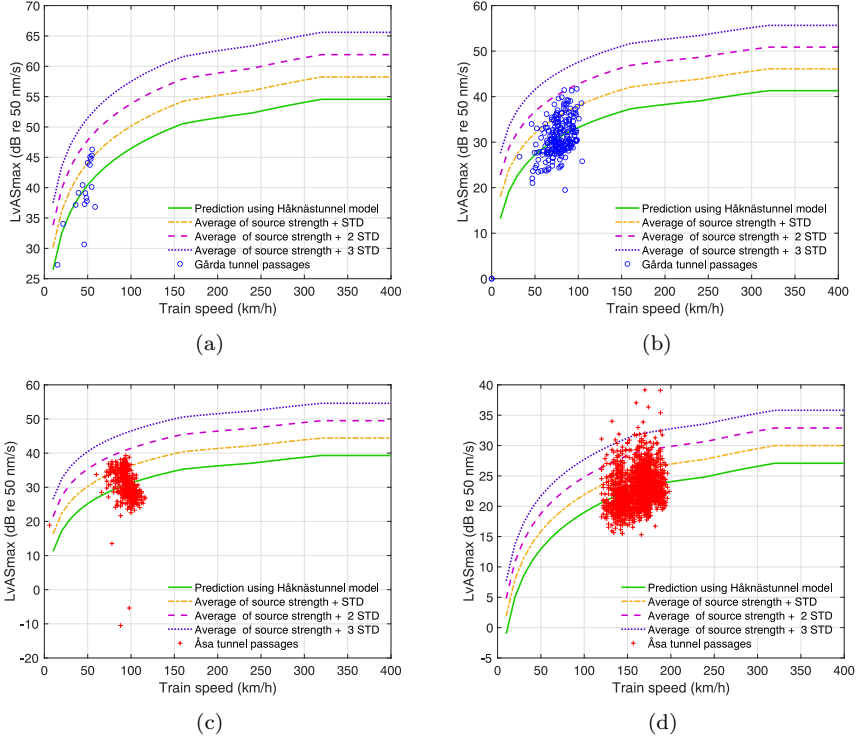 75
70
65
60
55
50
45
40
35
30
25
LvASmax (dB re 50 nm/s)
Prediction using Håknästunnel model
Average of source strength + STD
Average of source strength + 2 STD
Average of source strength + 3 STD
Gårda tunnel passages
0 50 100 150 200 250 300 350 400
Train speed (km/h)
(a)
60
50
40
30
20
10
0
LvASmax (dB re 50 nm/s)
Prediction using Håknästunnel model
Average of source strength + STD
Average of source strength + 2 STD
Average of source strength + 3 STD
Gårda tunnel passages
0 50 100 150 200 250 300 350 400
Train speed (km/h)
(b)
60
50
40
30
20
10
0
-10
-20
LvASmax (dB re 50 nm/s)
Prediction using Håknästunnel model
Average of source strength + STD
Average of source strength + 2 STD
Average of source strength + 3 STD
Åsa tunnel passages
0 50 100 150 200 250 300 350 400
Train speed (km/h)
(c)
40
35
30
25
20
15
10
5
0
-5
LvASmax (dB re 50 nm/s)
Prediction using Håknästunnel model
Average of source strength + STD
Average of source strength + 2 STD
Average of source strength + 3 STD
Åsa tunnel passages
0 50 100 150 200 250 300 350 400
Train speed (km/h)
(d)